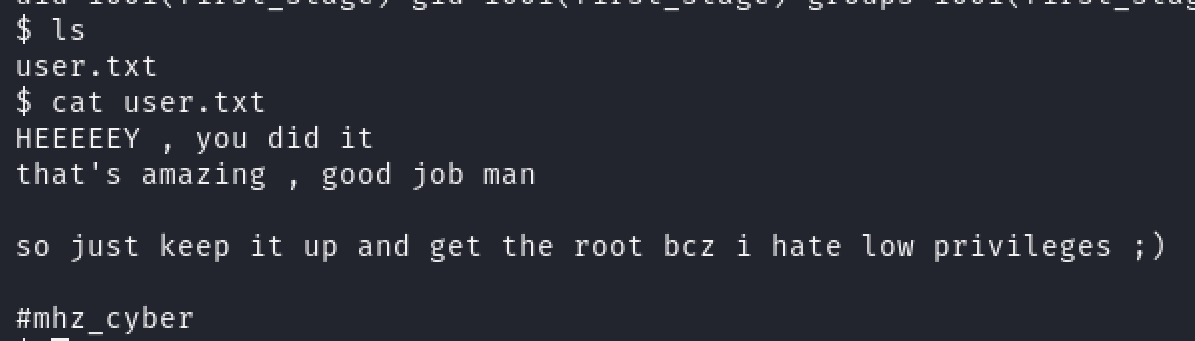 $ ls
user.txt
$ cat user.txt
HEEEEEY , you did it
that's amazing , good job man
so just keep it up and get the root bcz i hate low privileges ;)
#mhz_cyber